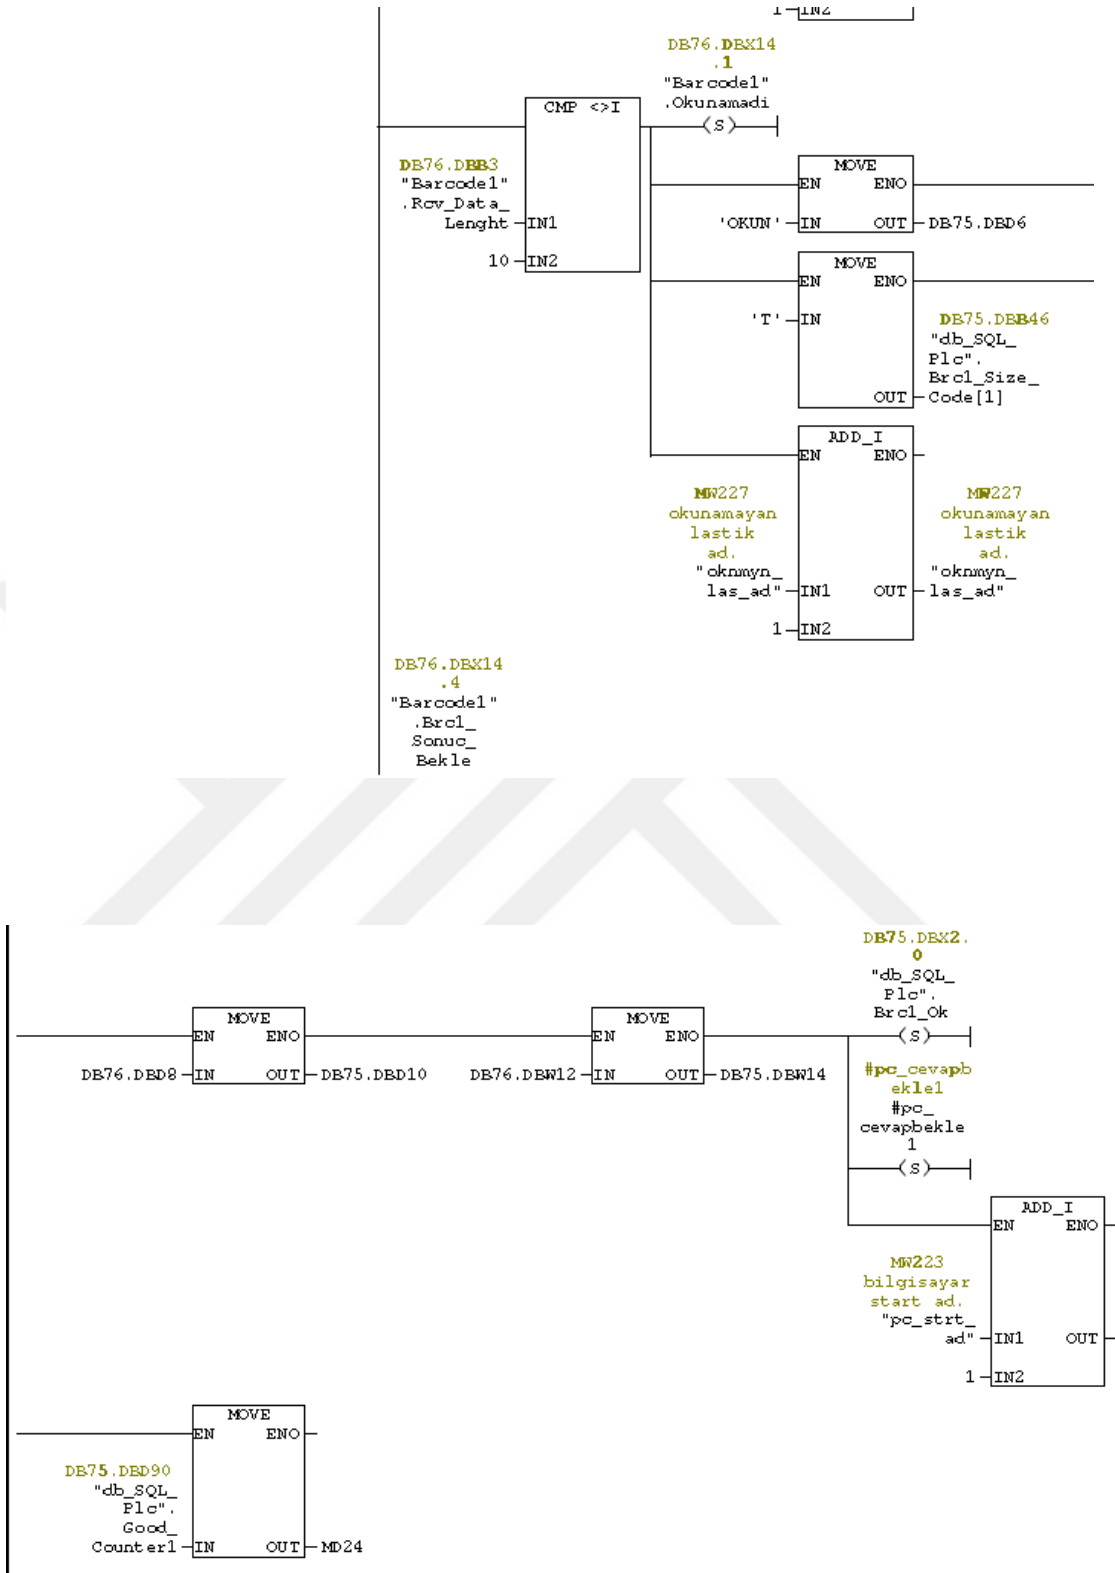 1 IN2
DB76.DBX14
.1
"Barcode1"
.Okunamadi
CMP <>I
(S)
DB76.DBB3
"Barcode1"
.Rcv_Data_
Lenght IN1
10 IN2
MOVE
EN ENO
'OKUN' IN OUT DB75.DBD6
MOVE
EN ENO
'T' IN
DB75.DBB46
"db_SQL_
Plc".
Brc1_Size_
OUT Code[1]
ADD_I
EN ENO
MW227
okunamayan
lastik
ad.
"oknmyn_
las_ad" IN1
MW227
okunamayan
lastik
ad.
"oknmyn_
OUT las_ad"
1 IN2
DB76.DBX14
.4
"Barcode1"
.Brc1_
Sonuc_
Bekle
DB75.DBX2.
0
"db_SQL_
Plc".
Brc1_Ok
(S)
MOVE
EN ENO
DB76.DBD8 IN OUT DB75.DBD10
MOVE
EN ENO
DB76.DBW12 IN OUT DB75.DBW14
#pc_cevapb
ekle1
#pc_
cevapbekle
1
(S)
ADD_I
EN ENO
MW223
bilgisayar
start ad.
"pc_strt_
ad" IN1 OUT
1 IN2
MOVE
EN ENO
DB75.DBD90
"db_SQL_
Plc".
Good_
Counter1 IN OUT MD24